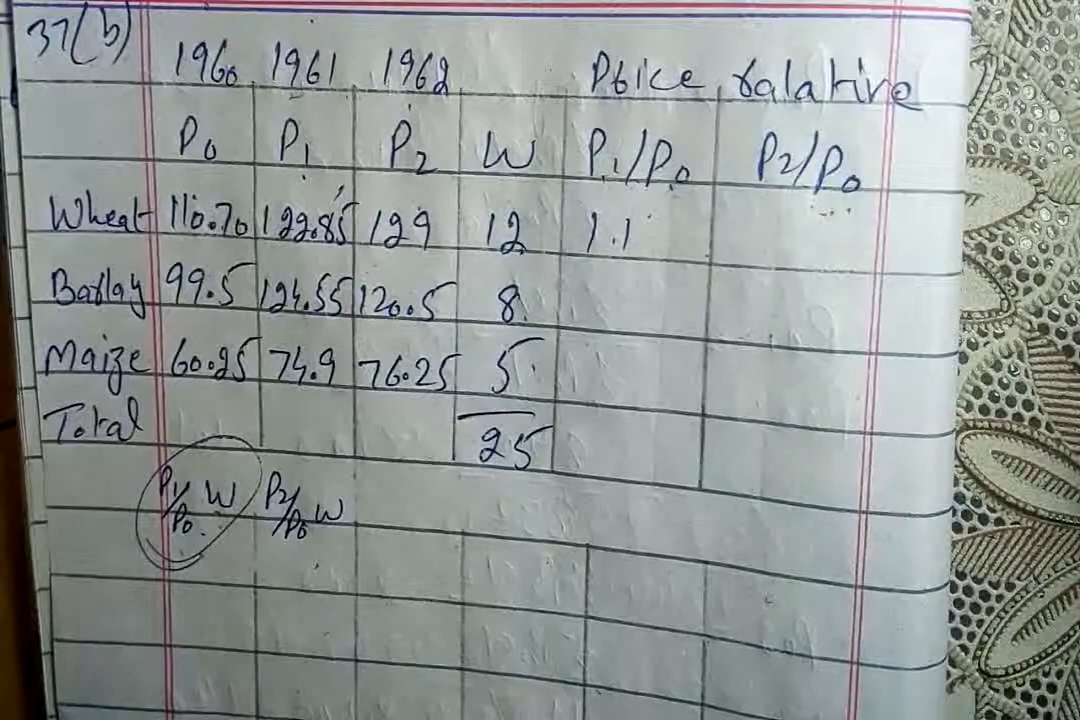 37(b)
1960 1961 1962 Price ralative
P0 P1 P2 W P1/P0 P2/P0
Wheat 110.70 122.85 129 12 1.1
Barlay 99.5 124.55 120.5 8
Maize 60.25 74.9 76.25 5
Total 25
P1/P0 W P2/P0 W